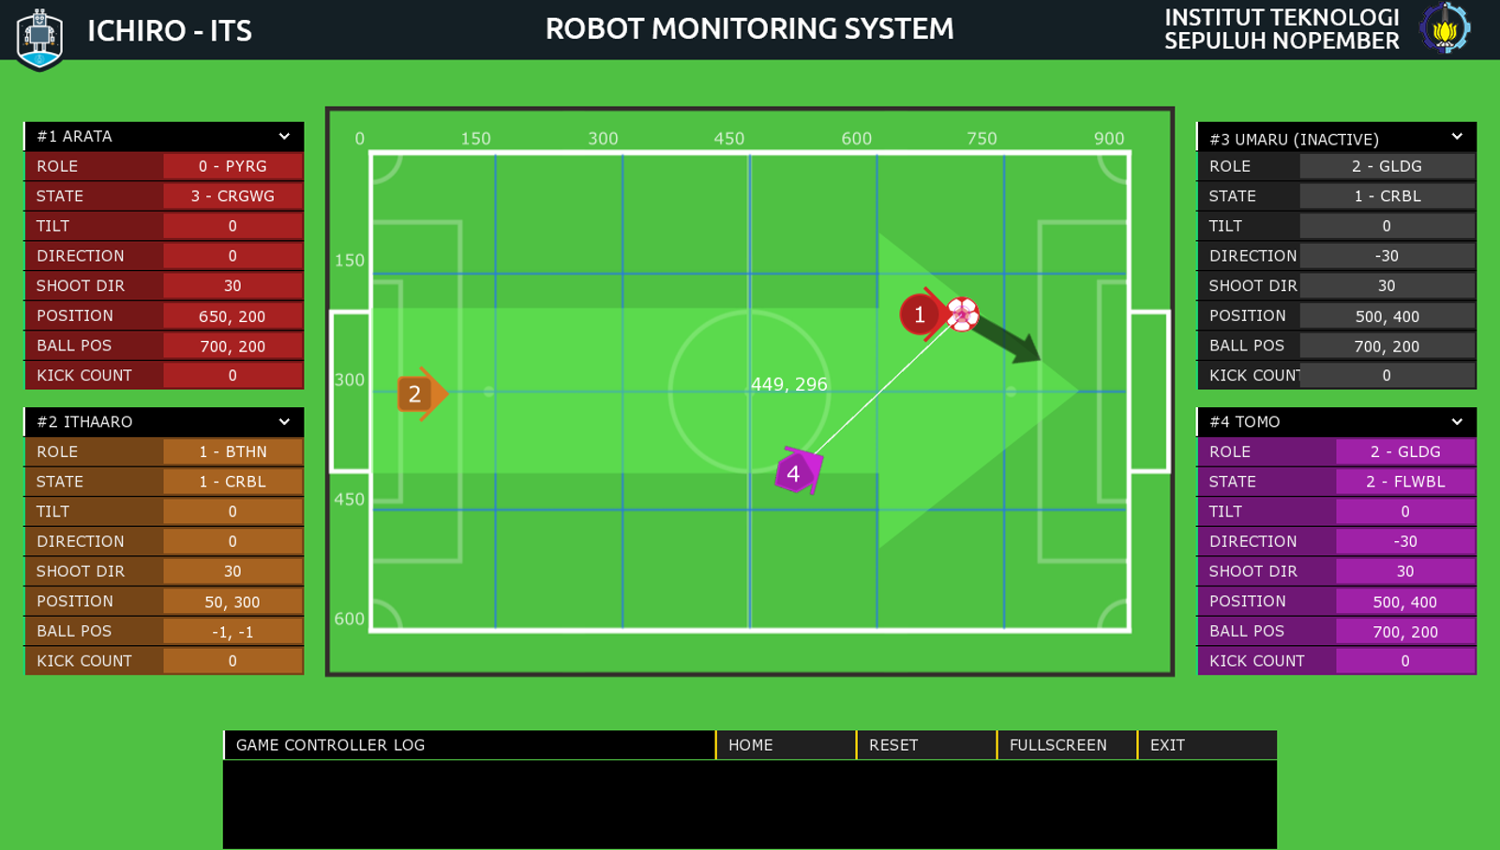 ICHIRO - ITS
ROBOT MONITORING SYSTEM
INSTITUT TEKNOLOGI
SEPULUH NOPEMBER
#1 ARATA
ROLE 0 - PYRG
STATE 3 - CRGWG
TILT 0
DIRECTION 0
SHOOT DIR 30
POSITION 650, 200
BALL POS 700, 200
KICK COUNT 0
#2 ITHAARO
ROLE 1 - BTHN
STATE 1 - CRBL
TILT 0
DIRECTION 0
SHOOT DIR 30
POSITION 50, 300
BALL POS -1, -1
KICK COUNT 0
0 150 300 450 600 750 900
150
300
450
600
1
2
449, 296
4
#3 UMARU (INACTIVE)
ROLE 2 - GLDG
STATE 1 - CRBL
TILT 0
DIRECTION -30
SHOOT DIR 30
POSITION 500, 400
BALL POS 700, 200
KICK COUNT 0
#4 TOMO
ROLE 2 - GLDG
STATE 2 - FLWBL
TILT 0
DIRECTION -30
SHOOT DIR 30
POSITION 500, 400
BALL POS 700, 200
KICK COUNT 0
GAME CONTROLLER LOG HOME RESET FULLSCREEN EXIT